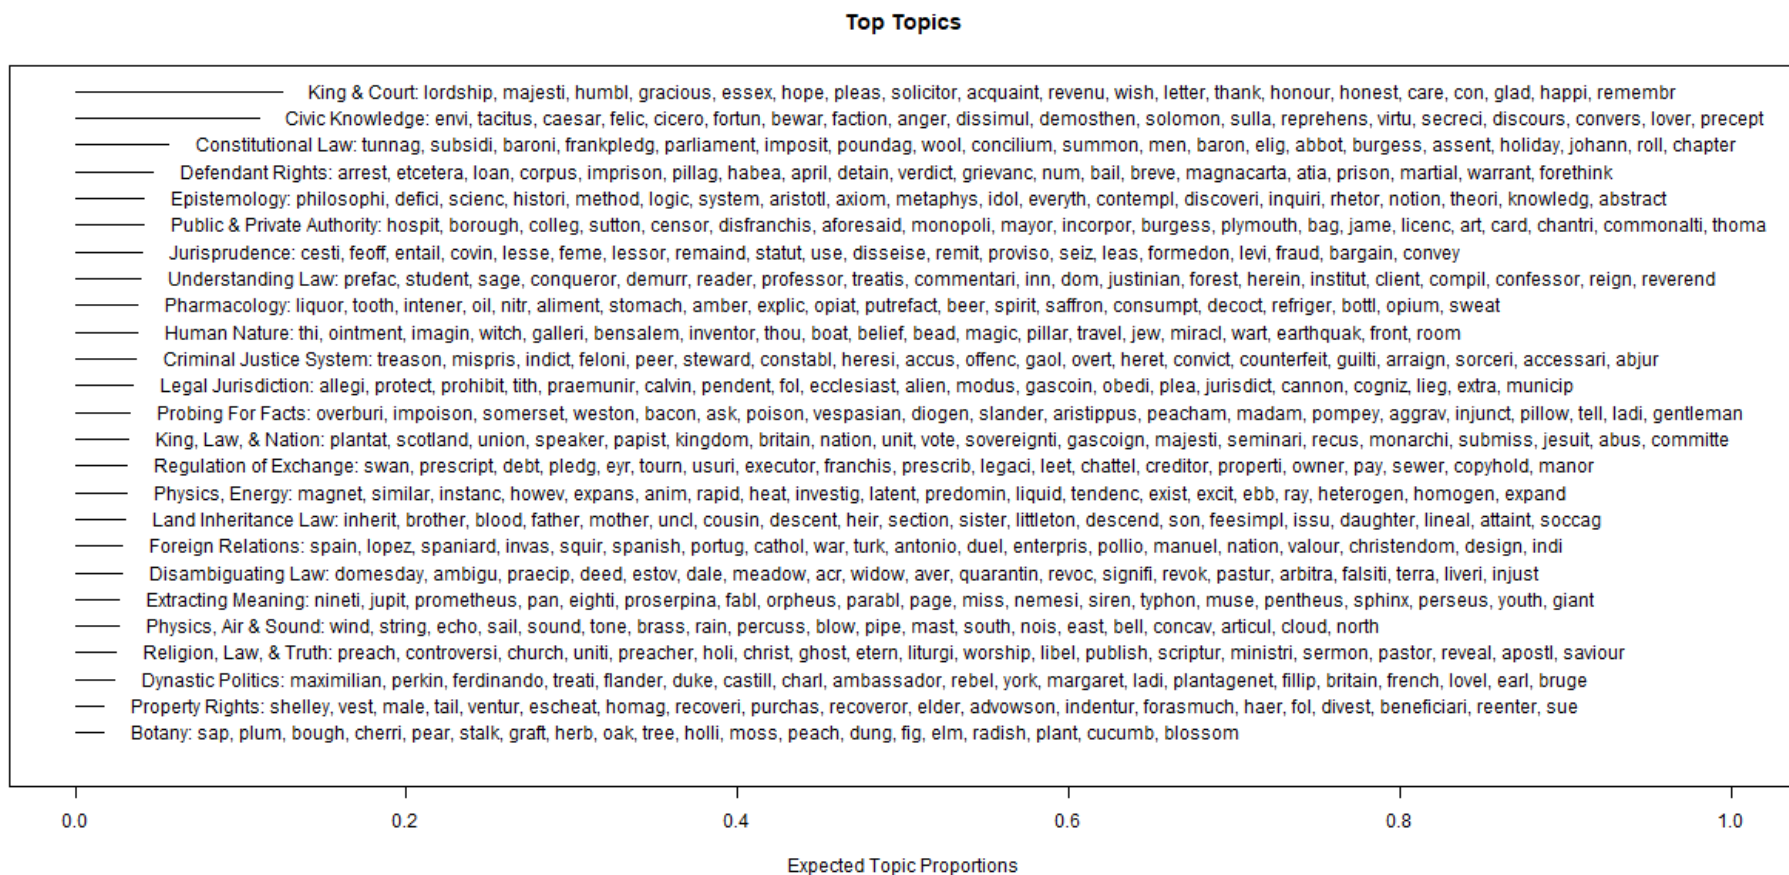 Top Topics
King & Court: lordship, majesti, humbl, gracious, essex, hope, pleas, solicitor, acquaint, revenu, wish, letter, thank, honour, honest, care, con, glad, happi, remembr
Civic Knowledge: envi, tacitus, caesar, felic, cicero, fortun, bewar, faction, anger, dissimul, demosthen, solomon, sulla, reprehens, virtu, secreci, discours, convers, lover, precept
Constitutional Law: tunnag, subsidi, baroni, frankpledg, parliament, imposit, poundag, wool, concilium, summon, men, baron, elig, abbot, burgess, assent, holiday, johann, roll, chapter
Defendant Rights: arrest, etcetera, loan, corpus, imprison, pillag, habea, april, detain, verdict, grievanc, num, bail, breve, magnacarta, atia, prison, martial, warrant, forethink
Epistemology: philosophi, defici, scienc, histori, method, logic, system, aristotl, axiom, metaphys, idol, everyth, contempl, discoveri, inquiri, rhetor, notion, theori, knowledg, abstract
Public & Private Authority: hospit, borough, colleg, sutton, censor, disfranchis, aforesaid, monopoli, mayor, incorpor, burgess, plymouth, bag, jame, licenc, art, card, chantri, commonalti, thoma
Jurisprudence: cesti, feoff, entail, covin, lesse, feme, lessor, remaind, statut, use, disseise, remit, proviso, seiz, leas, formedon, levi, fraud, bargain, convey
Understanding Law: prefac, student, sage, conqueror, demurr, reader, professor, treatis, commentari, inn, dom, justinian, forest, herein, institut, client, compil, confessor, reign, reverend
Pharmacology: liquor, tooth, intener, oil, nitr, aliment, stomach, amber, explic, opiat, putrefact, beer, spirit, saffron, consumpt, decoct, refriger, bottl, opium, sweat
Human Nature: thi, ointment, imagin, witch, galleri, bensalem, inventor, thou, boat, belief, bead, magic, pillar, travel, jew, miracl, wart, earthquak, front, room
Criminal Justice System: treason, mispris, indict, feloni, peer, steward, constabl, heresi, accus, offenc, gaol, overt, heret, convict, counterfeit, guilti, arraign, sorceri, accessari, abjur
Legal Jurisdiction: allegi, protect, prohibit, tith, praemunir, calvin, pendent, fol, ecclesiast, alien, modus, gascoin, obedi, plea, jurisdict, cannon, cogniz, lieg, extra, municip
Probing For Facts: overburi, impoison, somerset, weston, bacon, ask, poison, vespasian, diogen, slander, aristippus, peacham, madam, pompey, aggrav, injunct, pillow, tell, ladi, gentleman
King, Law, & Nation: plantat, scotland, union, speaker, papist, kingdom, britain, nation, unit, vote, sovereignti, gascoign, majesti, seminari, recus, monarchi, submiss, jesuit, abus, committe
Regulation of Exchange: swan, prescript, debt, pledg, eyr, tourn, usuri, executor, franchis, prescrib, legaci, leet, chattel, creditor, properti, owner, pay, sewer, copyhold, manor
Physics, Energy: magnet, similar, instanc, howev, expans, anim, rapid, heat, investig, latent, predomin, liquid, tendenc, exist, excit, ebb, ray, heterogen, homogen, expand
Land Inheritance Law: inherit, brother, blood, father, mother, uncl, cousin, descent, heir, section, sister, littleton, descend, son, feesimpl, issu, daughter, lineal, attaint, soccag
Foreign Relations: spain, lopez, spaniard, invas, squir, spanish, portug, cathol, war, turk, antonio, duel, enterpris, pollio, manuel, nation, valour, christendom, design, indi
Disambiguating Law: domesday, ambigu, praecip, deed, estov, dale, meadow, acr, widow, aver, quarantin, revoc, signifi, revok, pastur, arbitra, falsiti, terra, liveri, injust
Extracting Meaning: nineti, jupit, prometheus, pan, eighti, proserpina, fabl, orpheus, parabl, page, miss, nemesi, siren, typhon, muse, pentheus, sphinx, perseus, youth, giant
Physics, Air & Sound: wind, string, echo, sail, sound, tone, brass, rain, percuss, blow, pipe, mast, south, nois, east, bell, concav, articul, cloud, north
Religion, Law, & Truth: preach, controversi, church, uniti, preacher, holi, christ, ghost, etern, liturgi, worship, libel, publish, scriptur, ministri, sermon, pastor, reveal, apostl, saviour
Dynastic Politics: maximilian, perkin, ferdinando, treati, flander, duke, castill, charl, ambassador, rebel, york, margaret, ladi, plantagenet, fillip, britain, french, lovel, earl, bruge
Property Rights: shelley, vest, male, tail, ventur, escheat, homag, recoveri, purchas, recoveror, elder, advowson, indentur, forasmuch, haer, fol, divest, beneficiari, reenter, sue
Botany: sap, plum, bough, cherri, pear, stalk, graft, herb, oak, tree, holli, moss, peach, dung, fig, elm, radish, plant, cucumb, blossom
0.0 0.2 0.4 0.6 0.8 1.0
Expected Topic Proportions